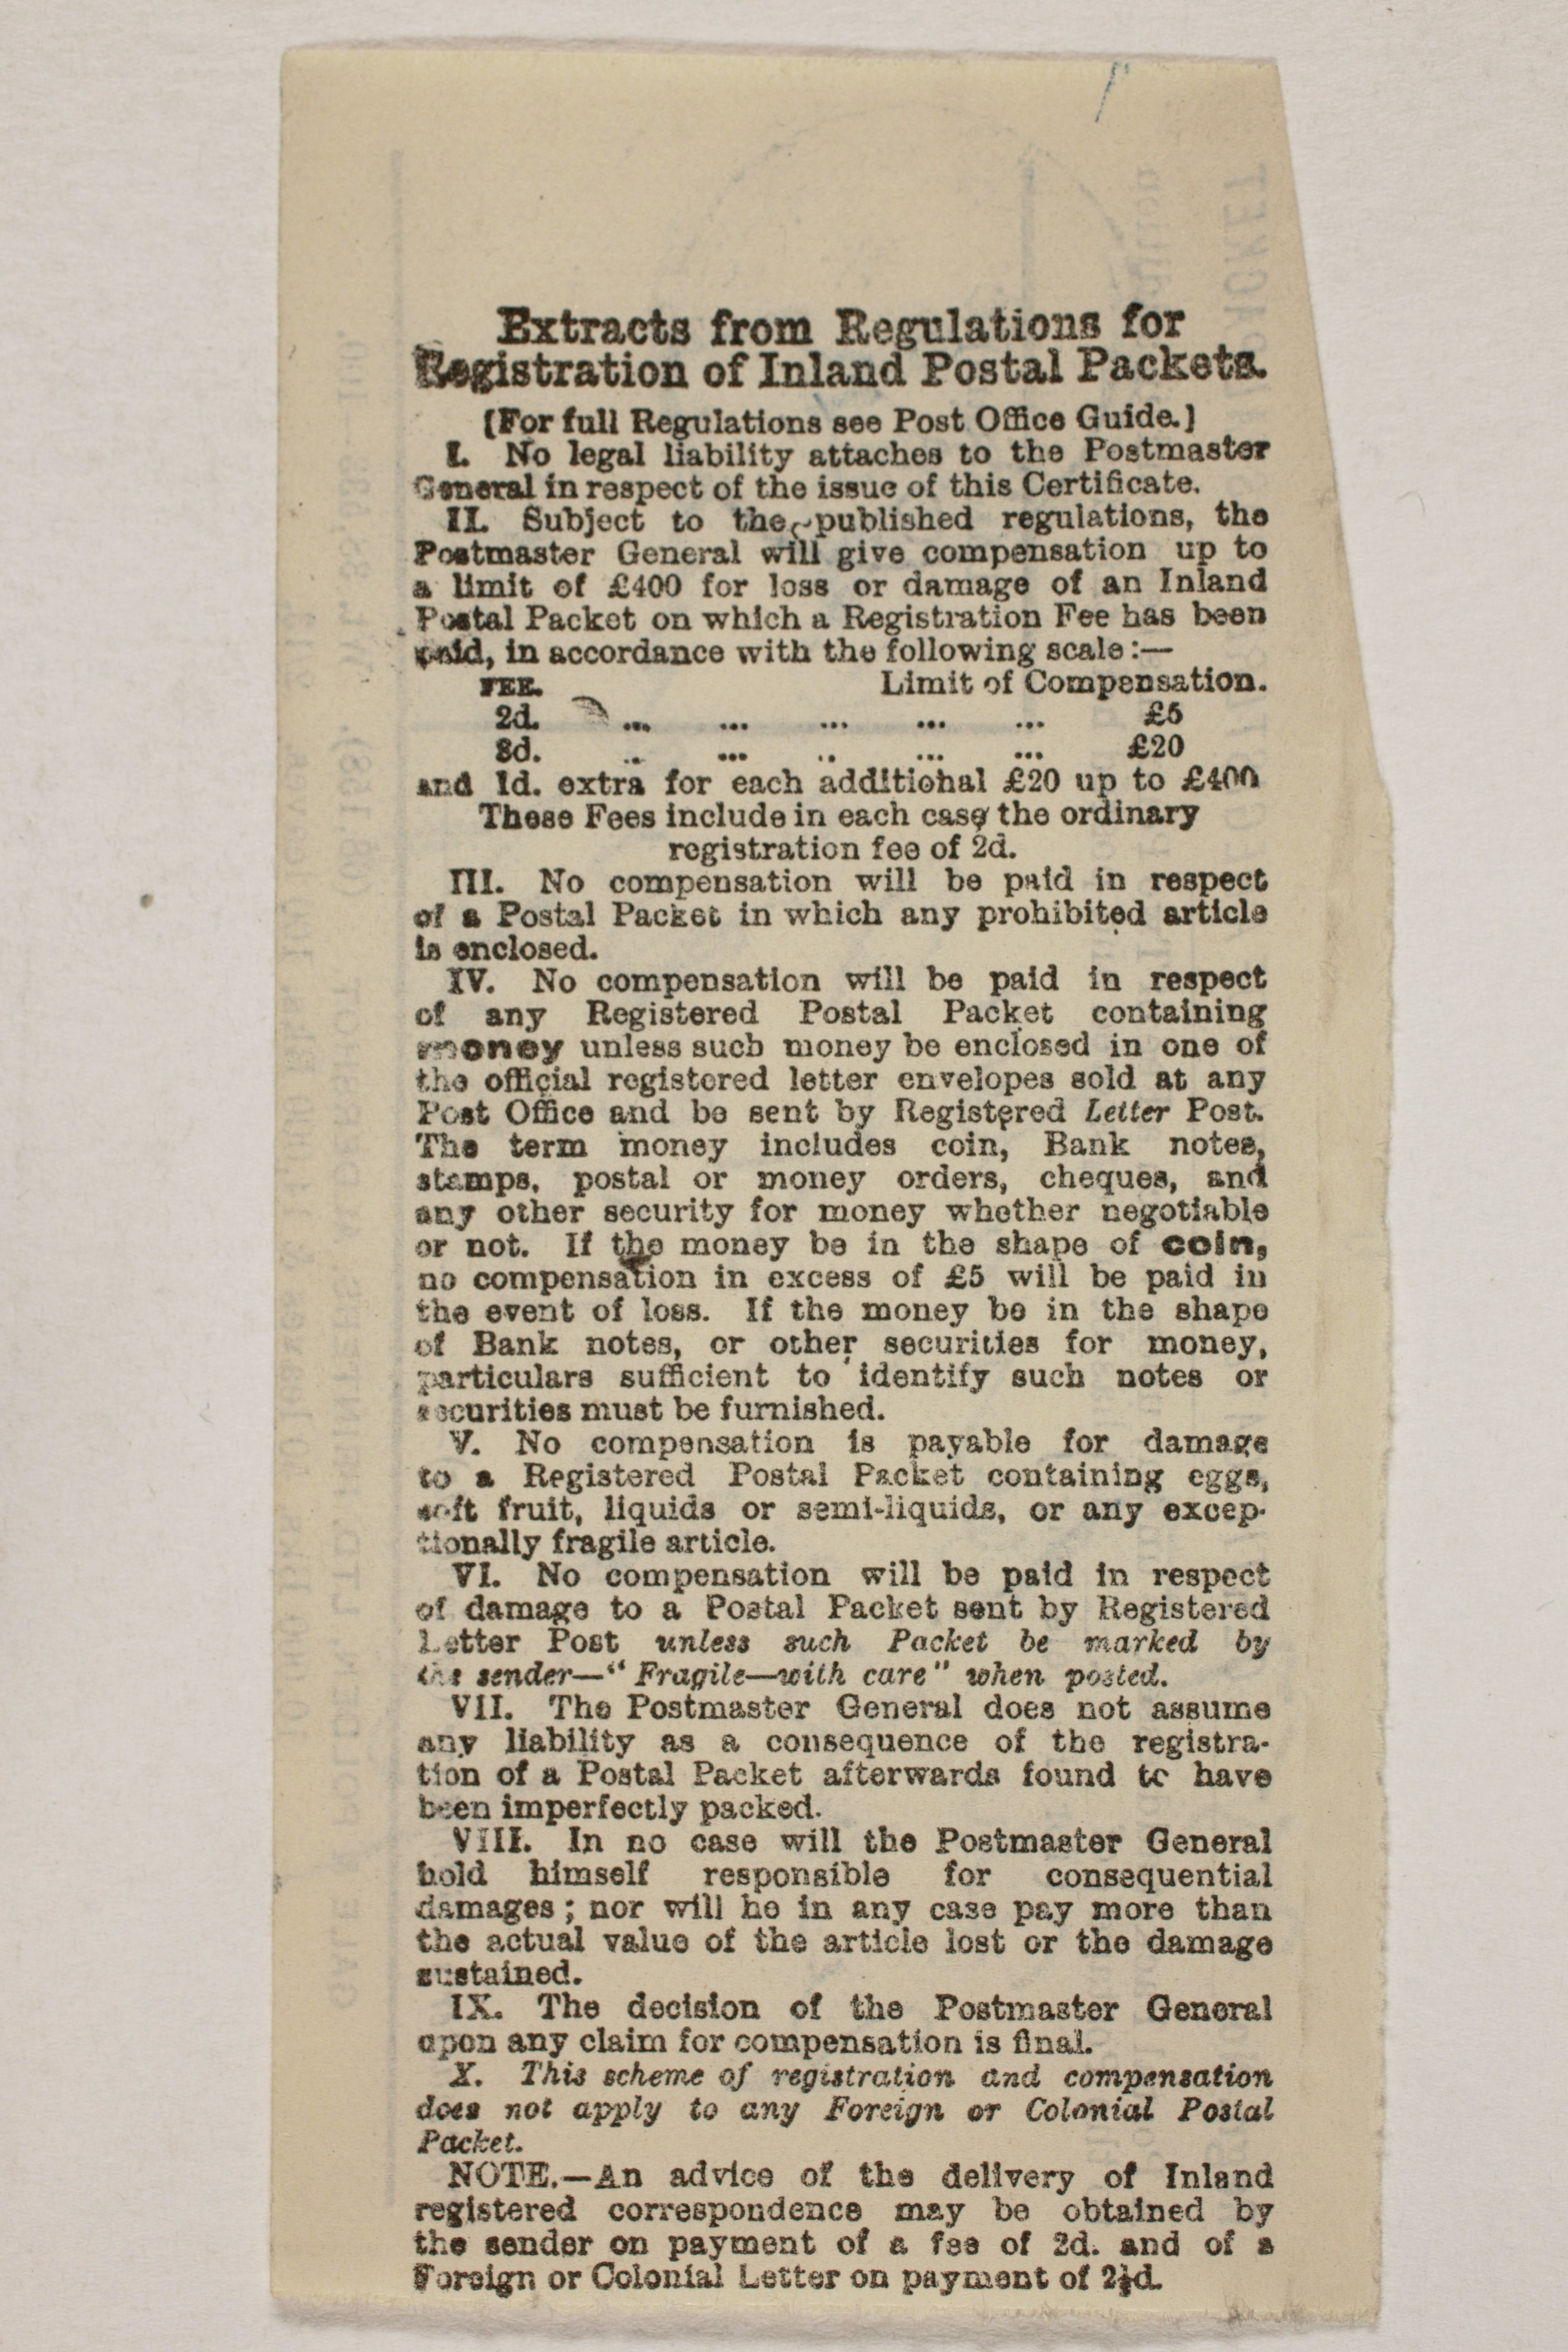 Extracts from Regulations for
Registration of Inland Postal Packets.
[For full Regulations see Post Office Guide.]
I. No legal liability attaches to the Postmaster
General in respect of the issue of this Certificate.
II. Subject to the published regulations, the
Postmaster General will give compensation up to
a limit of £400 for loss or damage of an Inland
Postal Packet on which a Registration Fee has been
paid, in accordance with the following scale:—
FEE. Limit of Compensation.
2d. ... ... ... ... ... £5
3d. ... ... ... ... ... £20
and 1d. extra for each additional £20 up to £400
These Fees include in each case the ordinary
registration fee of 2d.
III. No compensation will be paid in respect
of a Postal Packet in which any prohibited article
is enclosed.
IV. No compensation will be paid in respect
of any Registered Postal Packet containing
money unless such money be enclosed in one of
the official registered letter envelopes sold at any
Post Office and be sent by Registered Letter Post.
The term money includes coin, Bank notes,
stamps, postal or money orders, cheques, and
any other security for money whether negotiable
or not. If the money be in the shape of coin,
no compensation in excess of £5 will be paid in
the event of loss. If the money be in the shape
of Bank notes, or other securities for money,
particulars sufficient to identify such notes or
securities must be furnished.
V. No compensation is payable for damage
to a Registered Postal Packet containing eggs,
soft fruit, liquids or semi-liquids, or any excep-
tionally fragile article.
VI. No compensation will be paid in respect
of damage to a Postal Packet sent by Registered
Letter Post unless such Packet be marked by
the sender—"Fragile—with care" when posted.
VII. The Postmaster General does not assume
any liability as a consequence of the registra-
tion of a Postal Packet afterwards found to have
been imperfectly packed.
VIII. In no case will the Postmaster General
hold himself responsible for consequential
damages; nor will he in any case pay more than
the actual value of the article lost or the damage
sustained.
IX. The decision of the Postmaster General
upon any claim for compensation is final.
X. This scheme of registration and compensation
does not apply to any Foreign or Colonial Postal
Packet.
NOTE.—An advice of the delivery of Inland
registered correspondence may be obtained by
the sender on payment of a fee of 2d. and of a
Foreign or Colonial Letter on payment of 2½d.